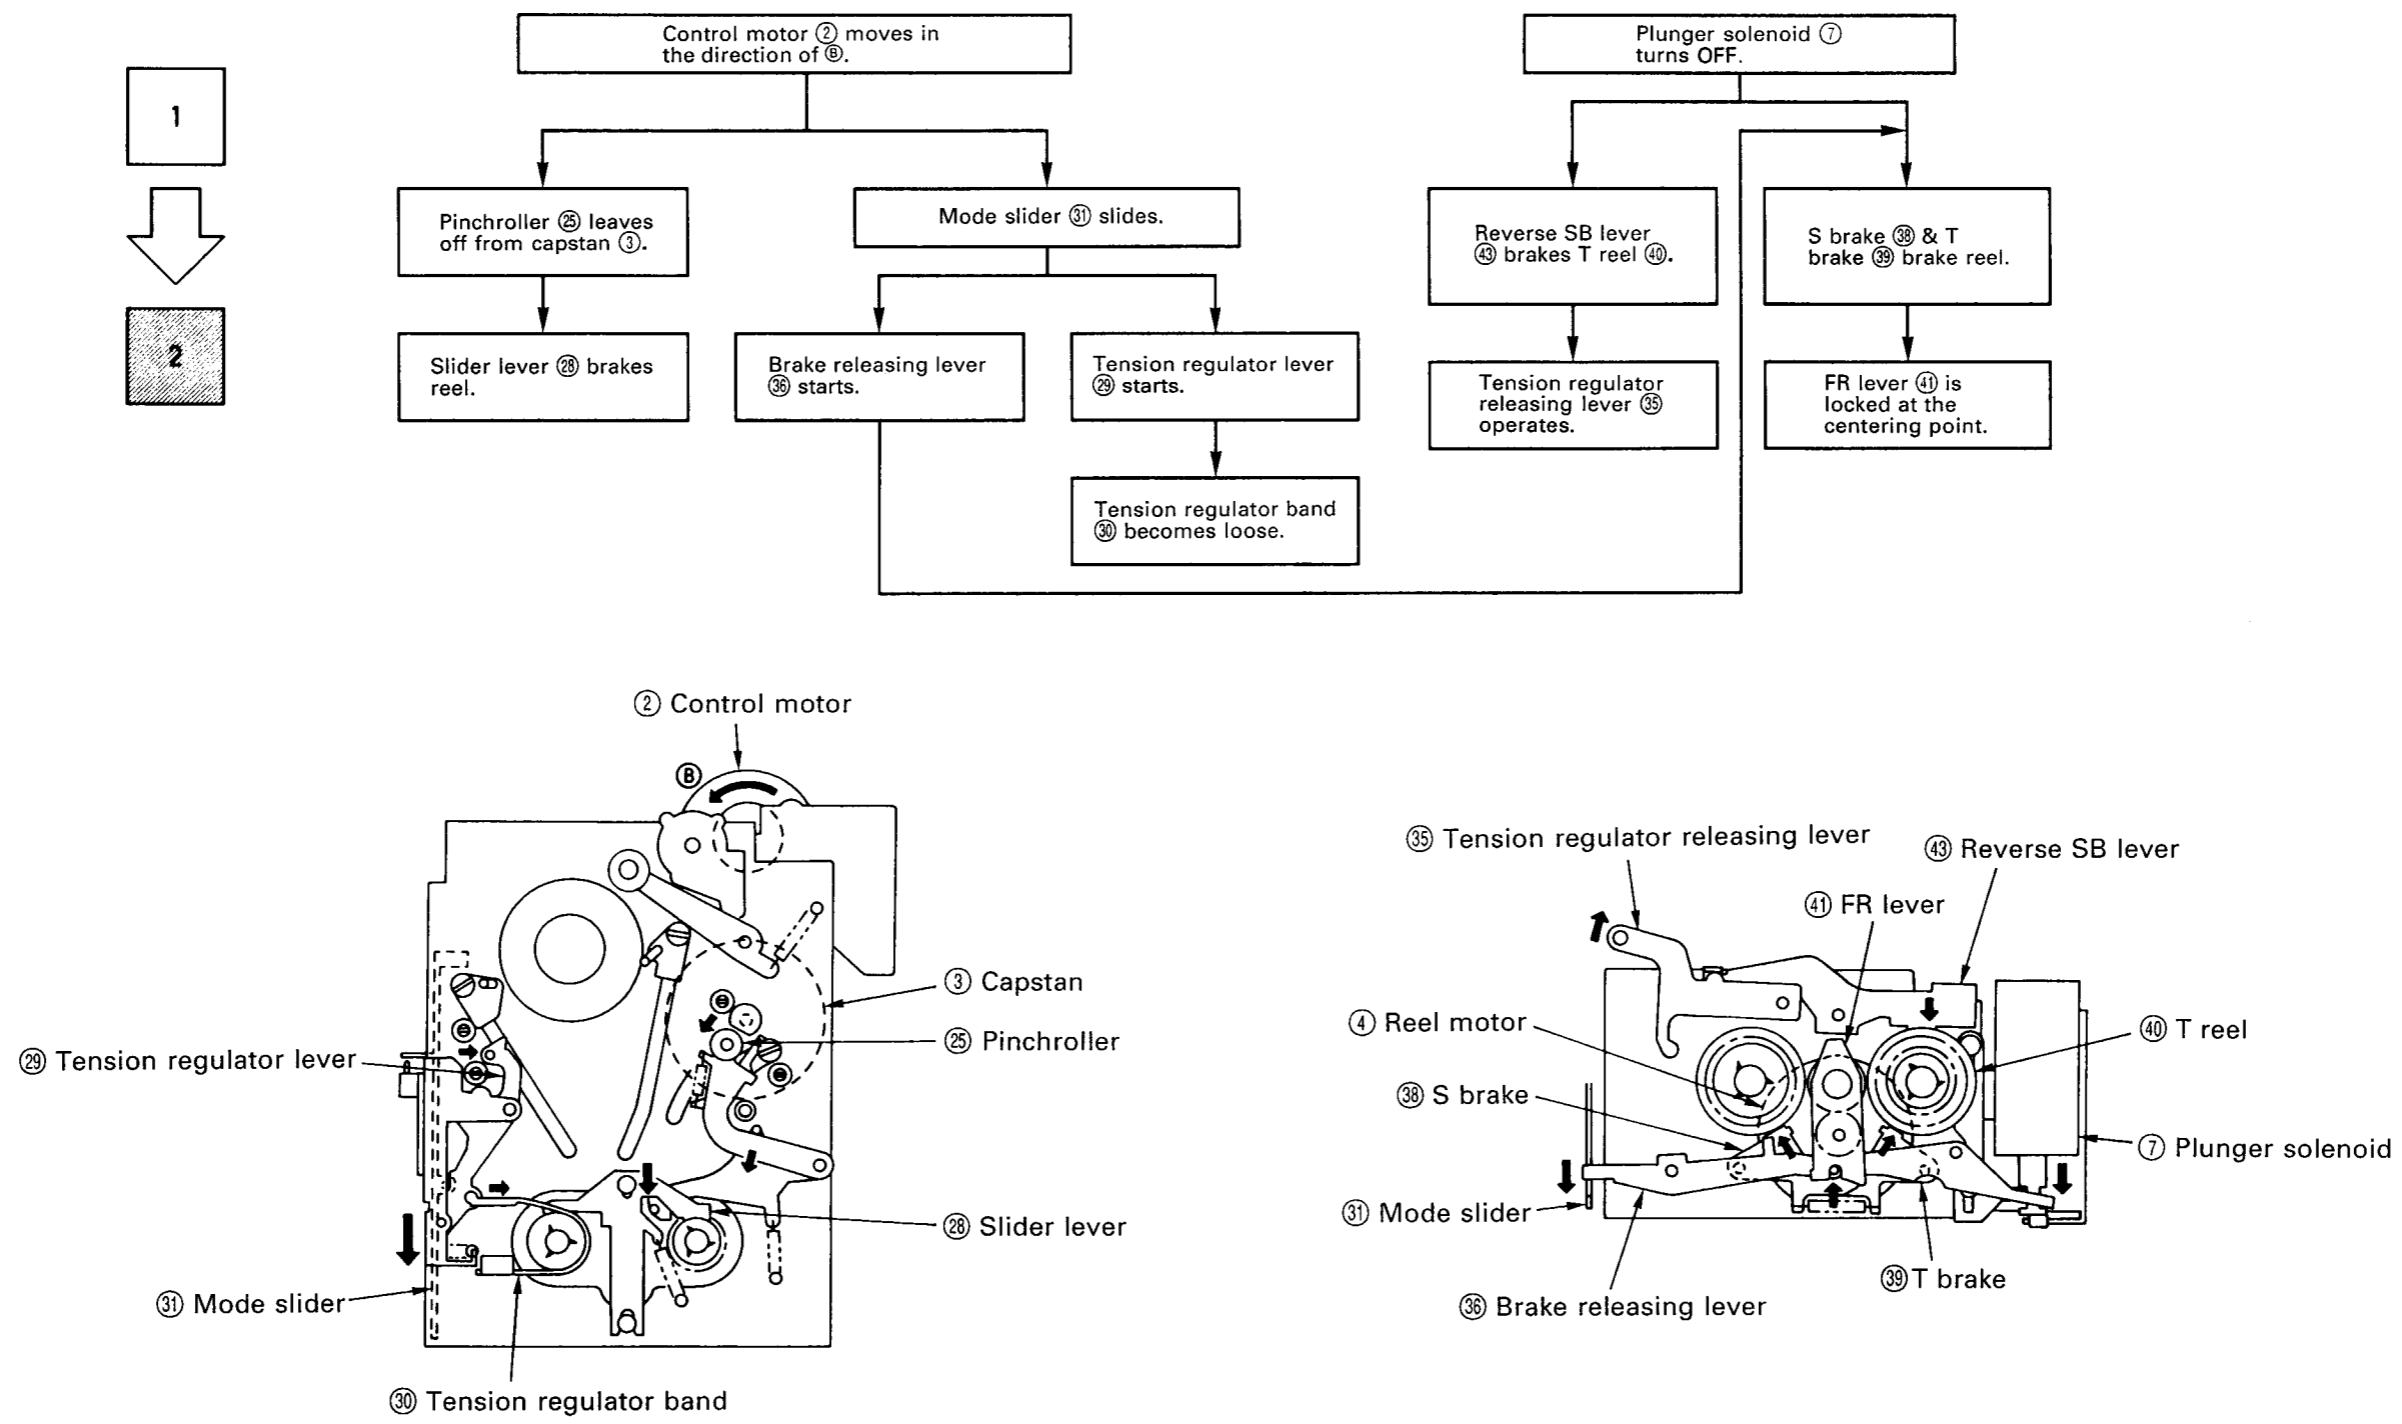 Control motor ② moves in
the direction of Ⓑ.
Plunger solenoid ⑦
turns OFF.
1
Pinchroller ㉕ leaves
off from capstan ③.
Mode slider ㉛ slides.
Reverse SB lever
㊸ brakes T reel ㊵.
S brake ㊳ & T
brake ㊴ brake reel.
2
Slider lever ㉘ brakes
reel.
Brake releasing lever
㊱ starts.
Tension regulator lever
㉙ starts.
Tension regulator
releasing lever ㉟
operates.
FR lever ㊶ is
locked at the
centering point.
Tension regulator band
㉚ becomes loose.
② Control motor
Ⓑ
③ Capstan
㉕ Pinchroller
㉙ Tension regulator lever
㉘ Slider lever
㉛ Mode slider
㉚ Tension regulator band
㉟ Tension regulator releasing lever
㊸ Reverse SB lever
㊶ FR lever
④ Reel motor
㊵ T reel
㊳ S brake
⑦ Plunger solenoid
㉛ Mode slider
㊴ T brake
㊱ Brake releasing lever